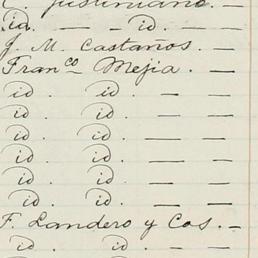 Justiniano. —
id. — — id. — —
J. M. Castaños. —
Franco Mejia. —
id. id. — —
id. id. — —
id id. — —
id. id. — —
id. id. — —
id. id. — —
F. Landero y Cos. —
id. id. — —